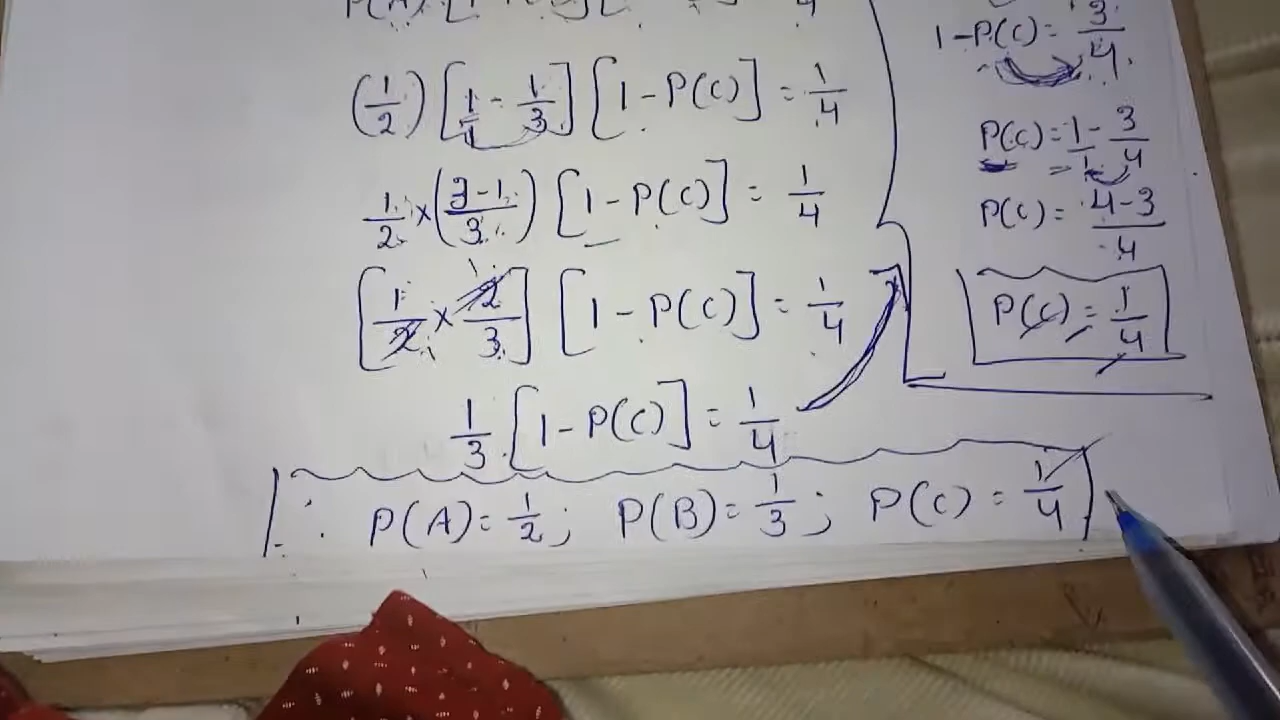 (1/2) [1/1 - 1/3] [1 - P(C)] = 1/4
1/2 × (3-1/3) [1 - P(C)] = 1/4
[1/2 × 2/3] [1 - P(C)] = 1/4
1/3 [1 - P(C)] = 1/4
1 - P(C) = 3/4
P(C) = 1/1 - 3/4
P(C) = 4-3/4
P(C) = 1/4
∴ P(A) = 1/2; P(B) = 1/3; P(C) = 1/4